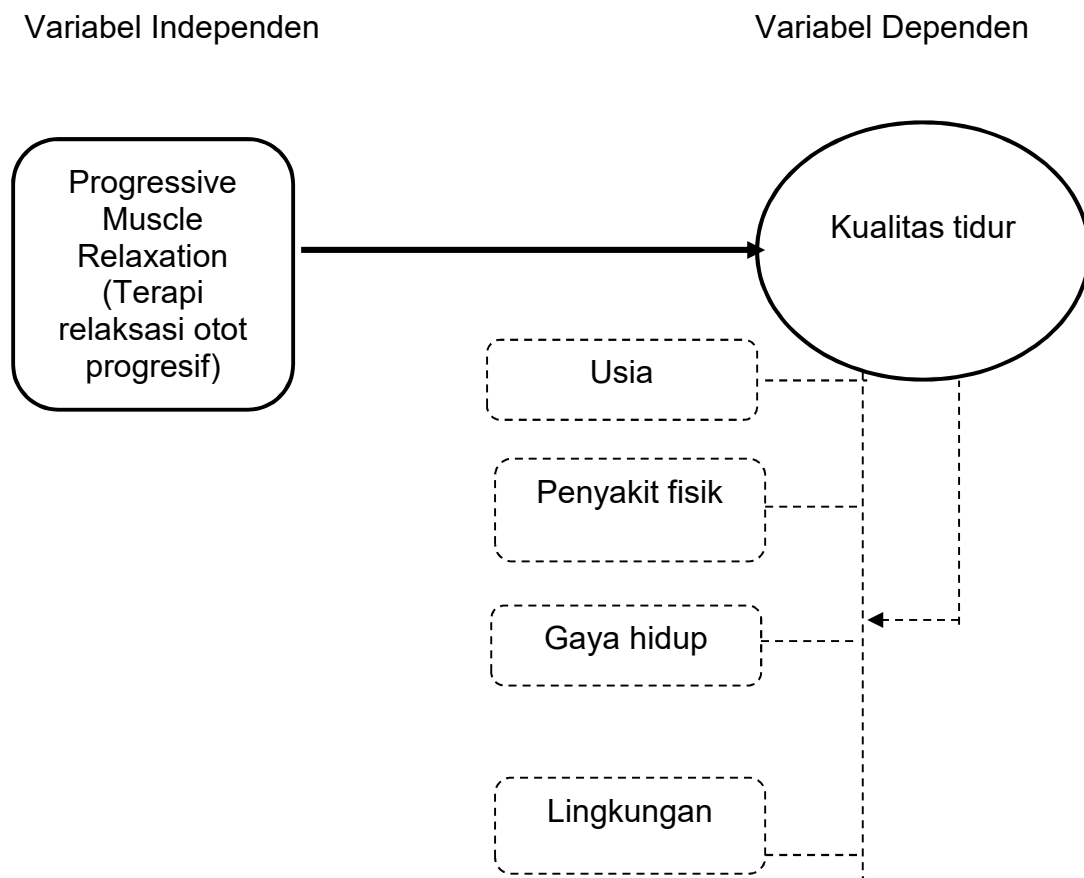 Variabel Independen
Variabel Dependen
Progressive
Muscle
Relaxation
(Terapi
relaksasi otot
progresif)
Kualitas tidur
Usia
Penyakit fisik
Gaya hidup
Lingkungan